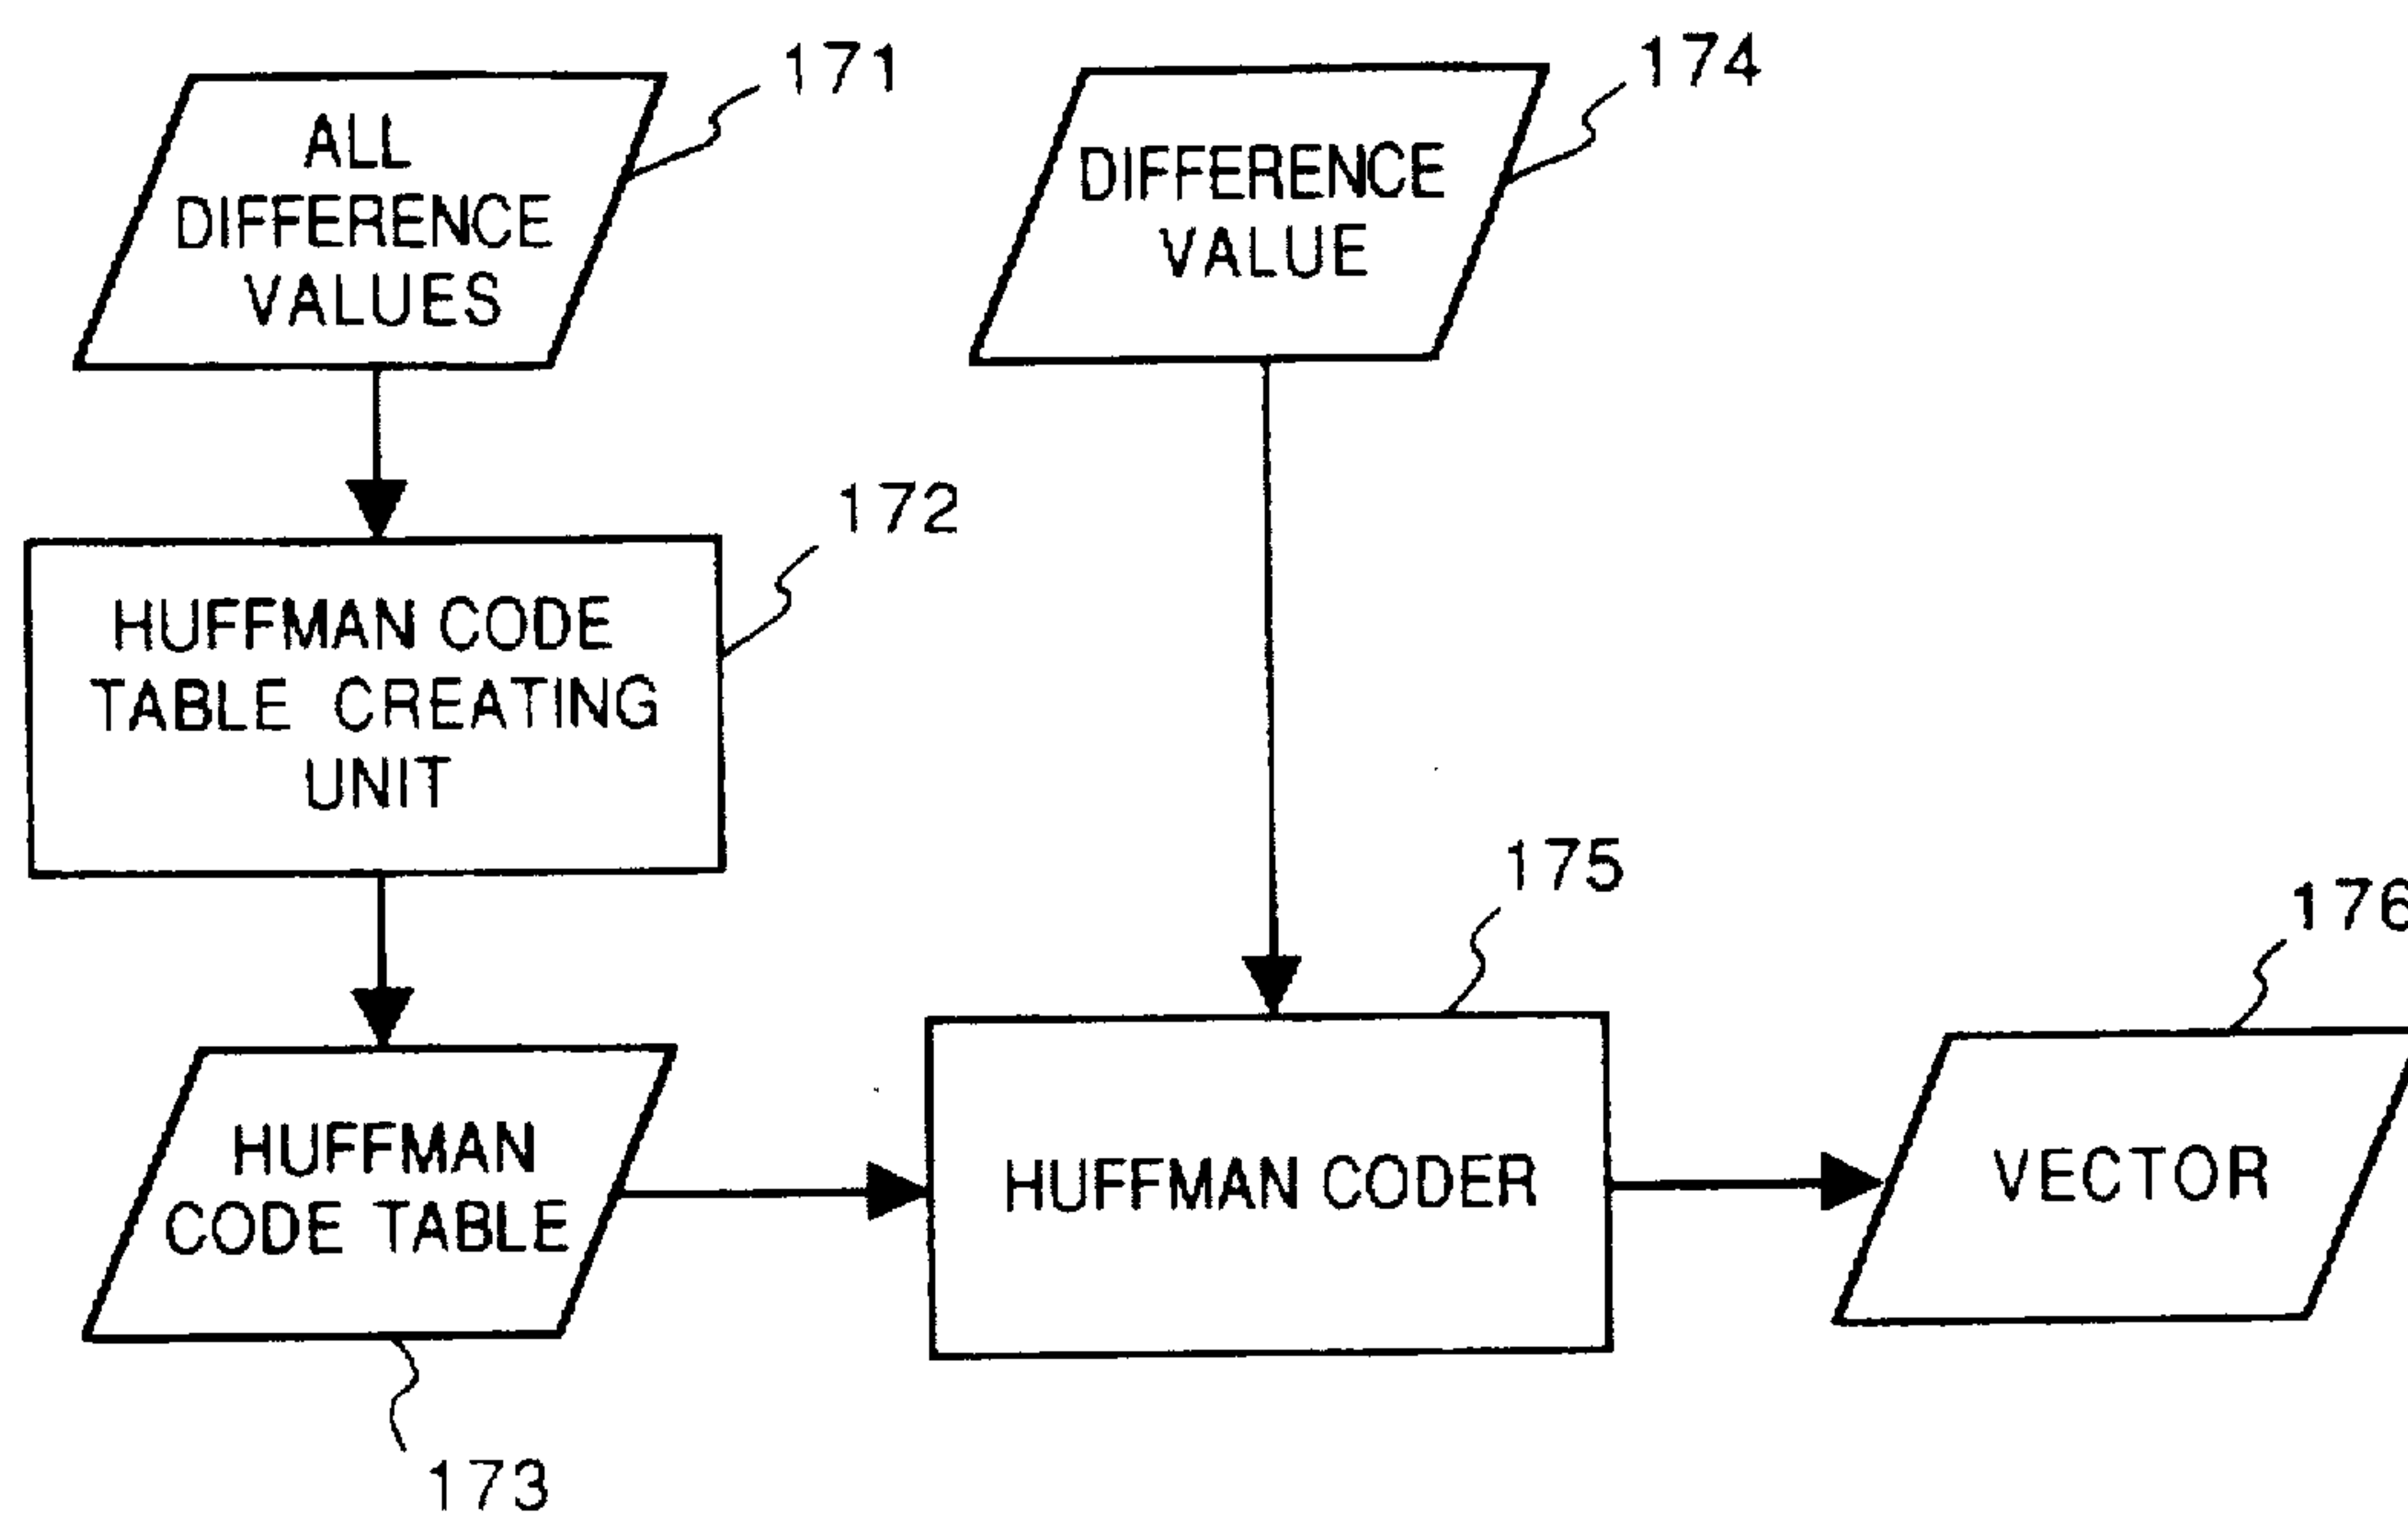 171
ALL
DIFFERENCE
VALUES
174
DIFFERENCE
VALUE
172
HUFFMAN CODE
TABLE CREATING
UNIT
175
176
HUFFMAN
CODE TABLE
HUFFMAN CODER
VECTOR
173